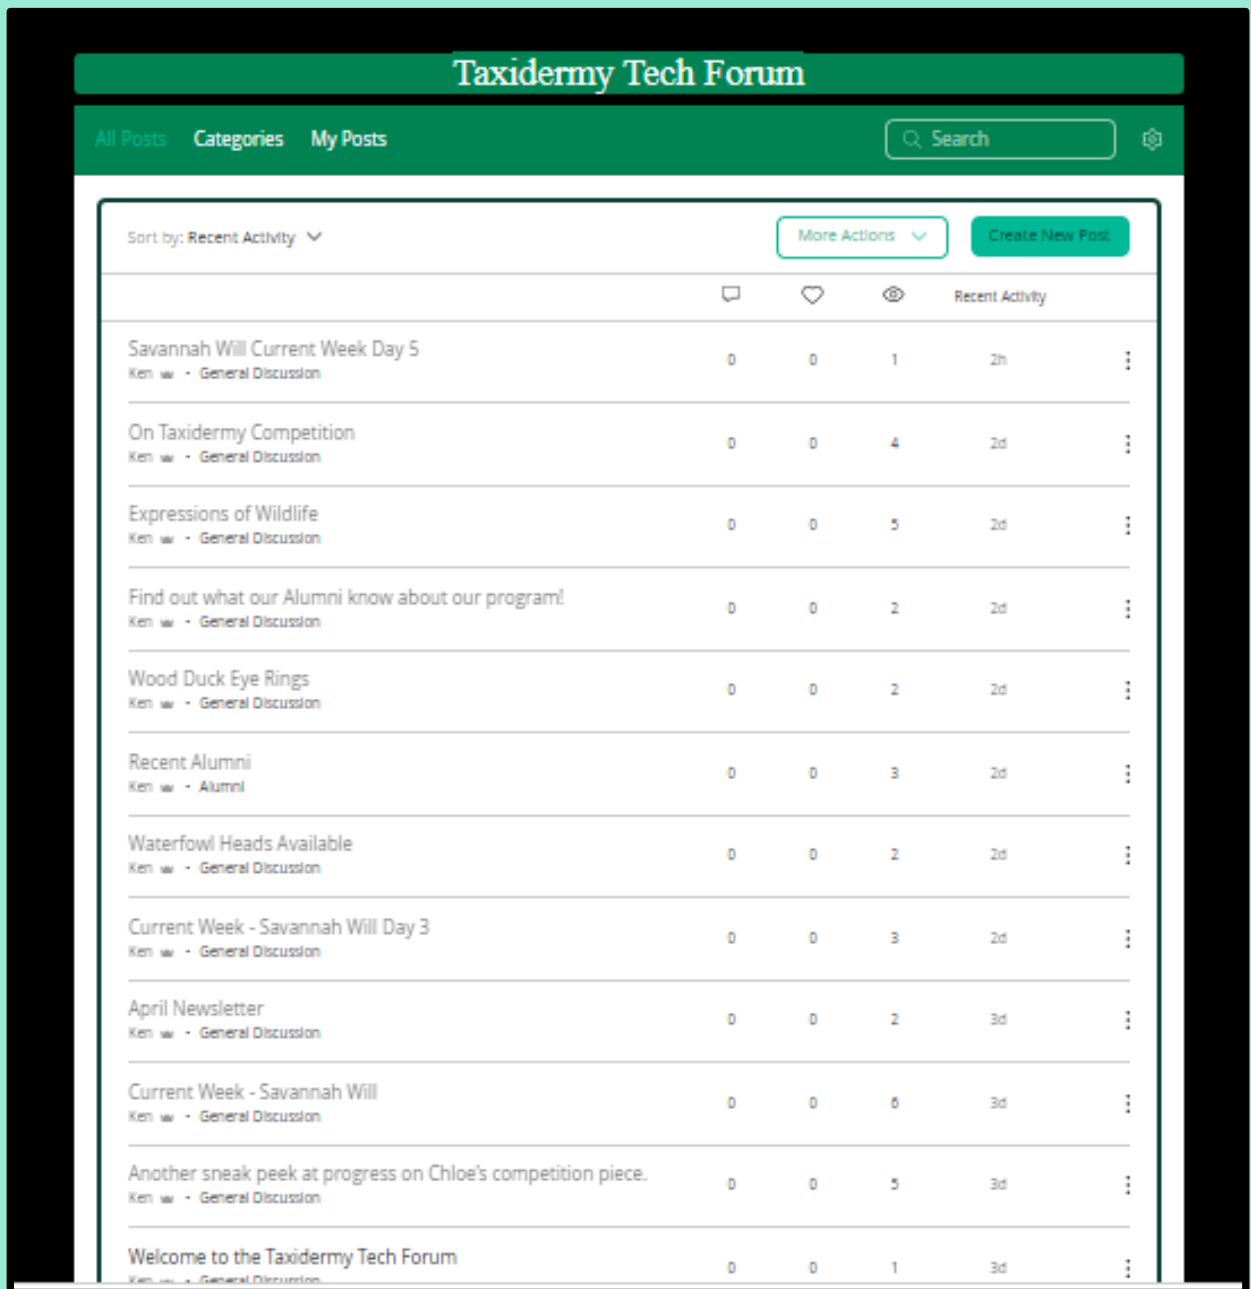 Taxidermy Tech Forum
All Posts Categories My Posts Search
Sort by: Recent Activity More Actions Create New Post
Recent Activity
Savannah Will Current Week Day 5
Ken • General Discussion 0 0 1 2h
On Taxidermy Competition
Ken • General Discussion 0 0 4 2d
Expressions of Wildlife
Ken • General Discussion 0 0 5 2d
Find out what our Alumni know about our program!
Ken • General Discussion 0 0 2 2d
Wood Duck Eye Rings
Ken • General Discussion 0 0 2 2d
Recent Alumni
Ken • Alumni 0 0 3 2d
Waterfowl Heads Available
Ken • General Discussion 0 0 2 2d
Current Week - Savannah Will Day 3
Ken • General Discussion 0 0 3 2d
April Newsletter
Ken • General Discussion 0 0 2 3d
Current Week - Savannah Will
Ken • General Discussion 0 0 6 3d
Another sneak peek at progress on Chloe's competition piece.
Ken • General Discussion 0 0 5 3d
Welcome to the Taxidermy Tech Forum
Ken • General Discussion 0 0 1 3d